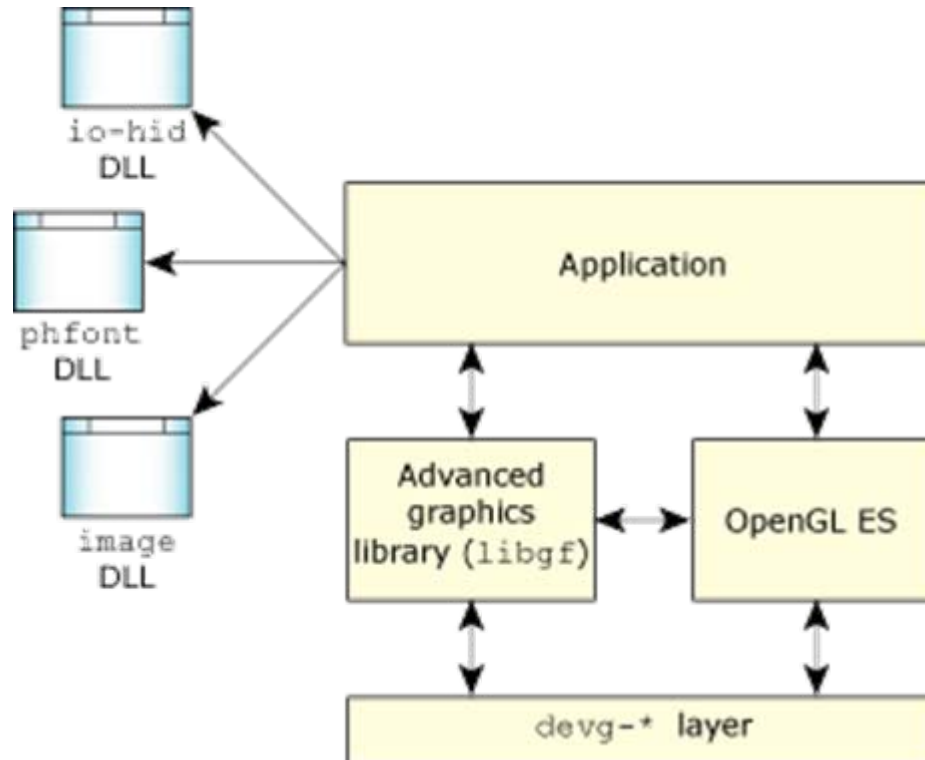 io-hid
DLL
phfont
DLL
image
DLL
Application
Advanced
graphics
library (libgf)
OpenGL ES
devg-* layer